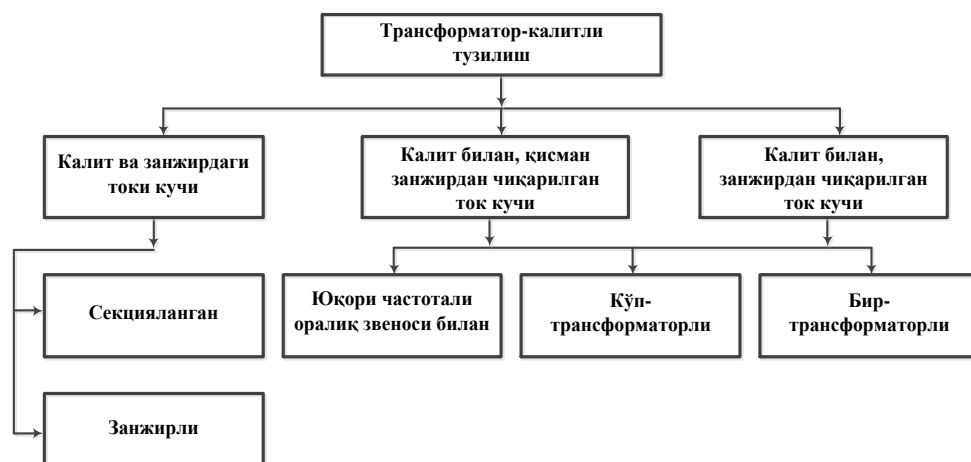 Трансформатор-калитли
тузилиш
Калит ва занжирдаги
токи кучи
Калит билан, қисман
занжирдан чиқарилган
ток кучи
Калит билан,
занжирдан чиқарилган
ток кучи
Секцияланган
Юқори частотали
оралиқ звеноси билан
Кўп-
трансформаторли
Бир-
трансформаторли
Занжирли